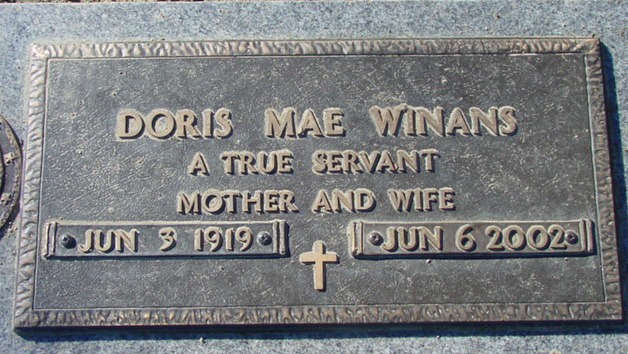 DORIS MAE WINANS
A TRUE SERVANT
MOTHER AND WIFE
JUN 3 1919 JUN 6 2002